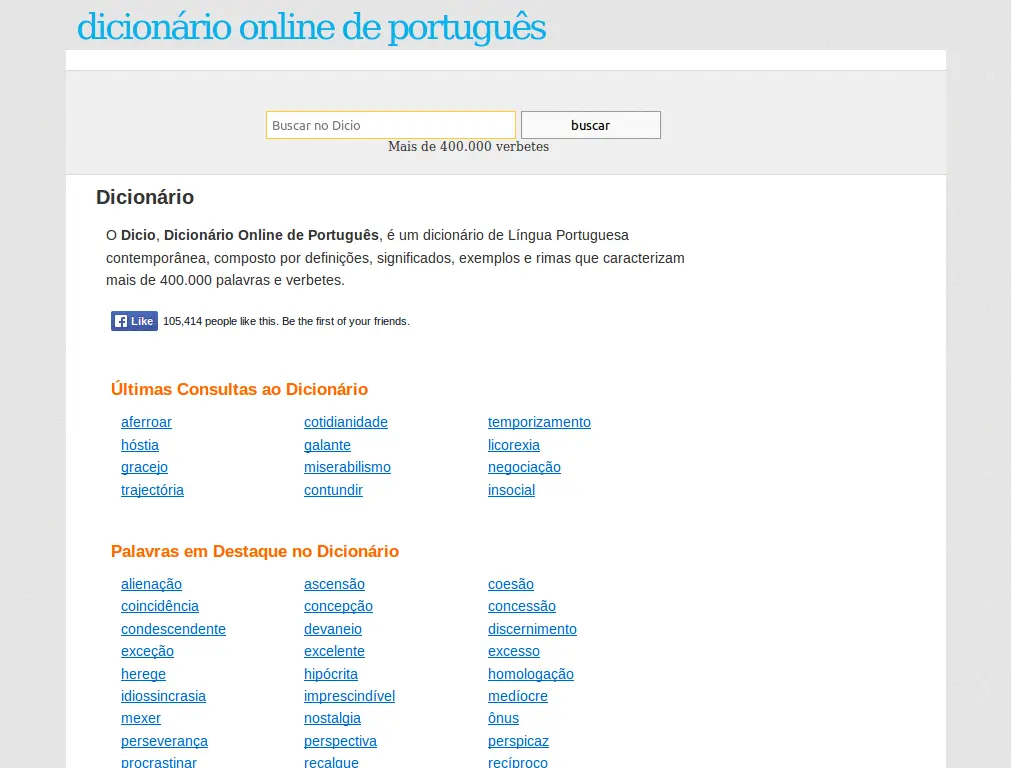 dicionário online de português
Buscar no Dicio
buscar
Mais de 400.000 verbetes
Dicionário
O Dicio, Dicionário Online de Português, é um dicionário de Língua Portuguesa
contemporânea, composto por definições, significados, exemplos e rimas que caracterizam
mais de 400.000 palavras e verbetes.
Like 105,414 people like this. Be the first of your friends.
Últimas Consultas ao Dicionário
aferroar cotidianidade temporizamento
hóstia galante licorexia
gracejo miserabilismo negociação
trajectória contundir insocial
Palavras em Destaque no Dicionário
alienação ascensão coesão
coincidência concepção concessão
condescendente devaneio discernimento
exceção excelente excesso
herege hipócrita homologação
idiossincrasia imprescindível medíocre
mexer nostalgia ônus
perseverança perspectiva perspicaz
procrastinar recalque recíproco